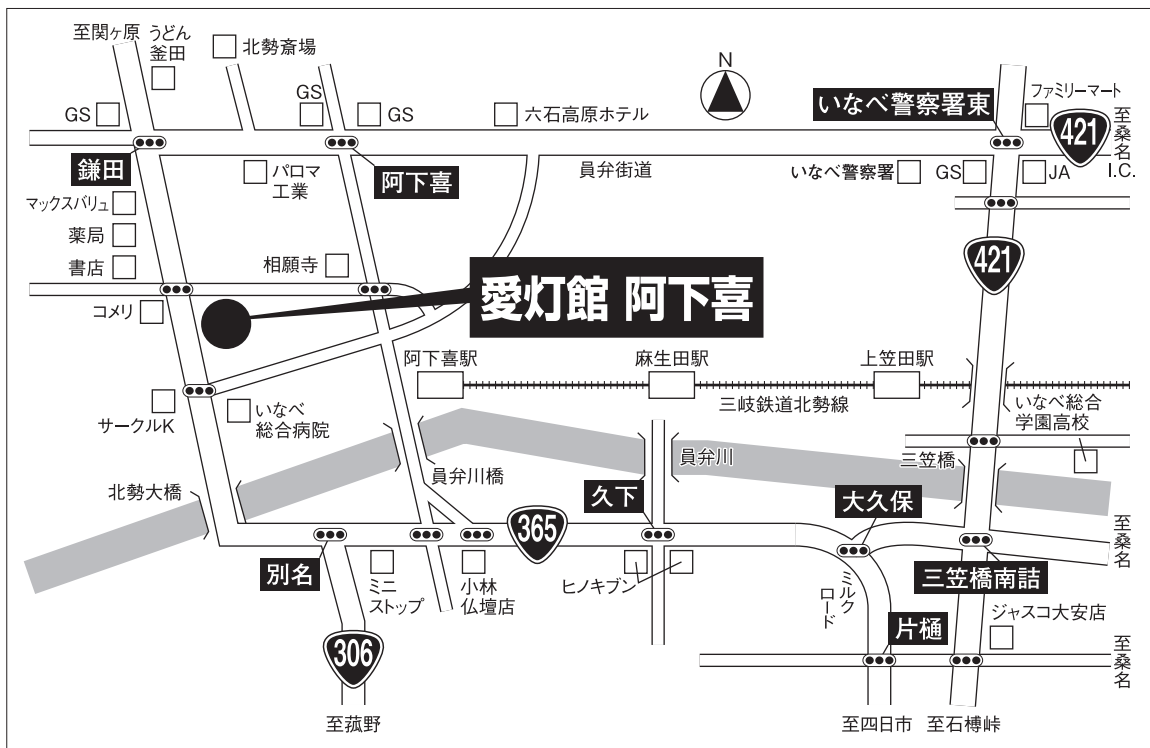 至関ヶ原
うどん
釜田
北勢斎場
N
GS
GS
GS
六石高原ホテル
いなべ警察署東
ファミリーマート
421
至桑名
I.C.
鎌田
パロマ
工業
阿下喜
員弁街道
いなべ警察署
GS
JA
マックスバリュ
薬局
書店
相願寺
421
コメリ
愛灯館 阿下喜
阿下喜駅
麻生田駅
上笠田駅
三岐鉄道北勢線
いなべ総合
学園高校
サークルK
いなべ
総合病院
員弁川橋
員弁川
三笠橋
北勢大橋
久下
大久保
365
至桑名
別名
ミニ
ストップ
小林
仏壇店
ヒノキブン
ミルク
ロード
三笠橋南詰
ジャスコ大安店
306
片樋
至桑名
至菰野
至四日市
至石榑峠